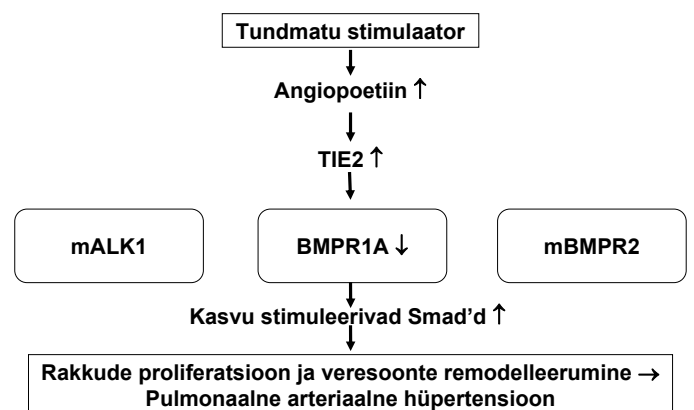 Tundmatu stimulaator
Angiopoetiin ↑
TIE2 ↑
mALK1
BMPR1A ↓
mBMPR2
Kasvu stimuleerivad Smad’d ↑
Rakkude proliferatsioon ja veresoonte remodelleerumine →
Pulmonaalne arteriaalne hüpertensioon